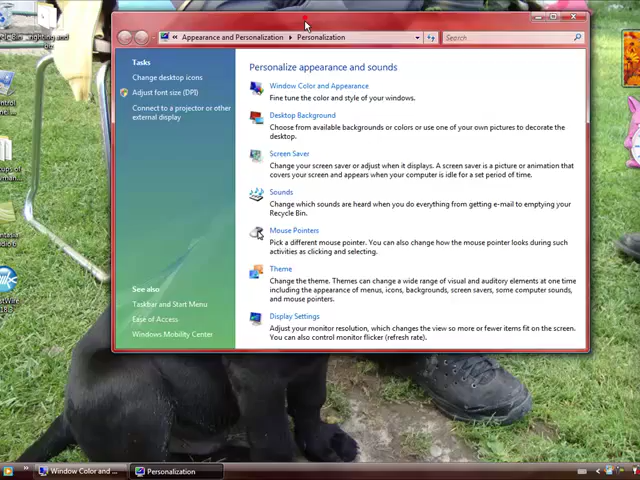 Appearance and Personalization
Personalization
Search
Tasks
Change desktop icons
Adjust font size (DPI)
Connect to a projector or other
external display
See also
Taskbar and Start Menu
Ease of Access
Windows Mobility Center
Personalize appearance and sounds
Window Color and Appearance
Fine tune the color and style of your windows.
Desktop Background
Choose from available backgrounds or colors or use one of your own pictures to decorate the
desktop.
Screen Saver
Change your screen saver or adjust when it displays. A screen saver is a picture or animation that
covers your screen and appears when your computer is idle for a set period of time.
Sounds
Change which sounds are heard when you do everything from getting e-mail to emptying your
Recycle Bin.
Mouse Pointers
Pick a different mouse pointer. You can also change how the mouse pointer looks during such
activities as clicking and selecting.
Theme
Change the theme. Themes can change a wide range of visual and auditory elements at one time
including the appearance of menus, icons, backgrounds, screen savers, some computer sounds,
and mouse pointers.
Display Settings
Adjust your monitor resolution, which changes the view so more or fewer items fit on the screen.
You can also control monitor flicker (refresh rate).
Window Color and ...
Personalization